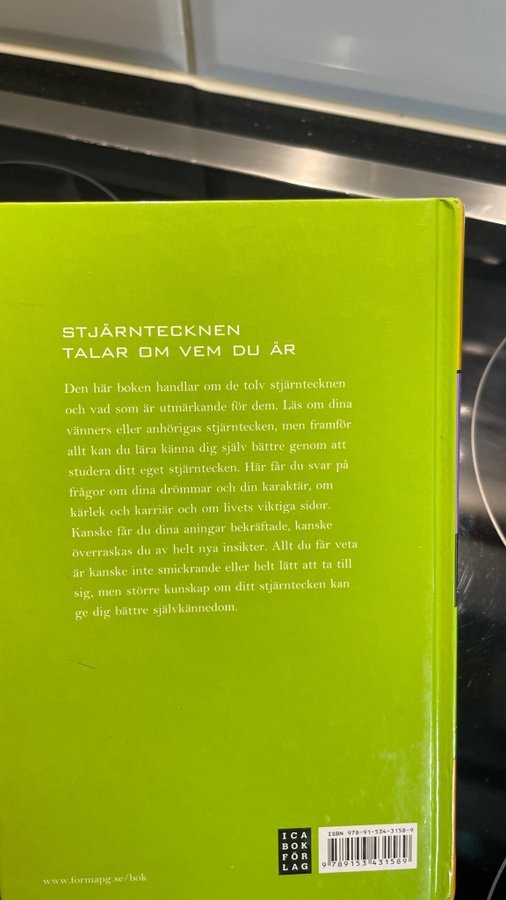 STJÄRNTECKNEN
TALAR OM VEM DU ÄR
Den här boken handlar om de tolv stjärntecknen
och vad som är utmärkande för dem. Läs om dina
vänners eller anhörigas stjärntecken, men framför
allt kan du lära känna dig själv bättre genom att
studera ditt eget stjärntecken. Här får du svar på
frågor om dina drömmar och din karaktär, om
kärlek och karriär och om livets viktiga sidor.
Kanske får du dina aningar bekräftade, kanske
överraskas du av helt nya insikter. Allt du får veta
är kanske inte smickrande eller helt lätt att ta till
sig, men större kunskap om ditt stjärntecken kan
ge dig bättre självkännedom.
ICA
BOK
FÖR
LAG
ISBN 978-91-534-3158-9
9 789153 431589
www.formapg.se/bok